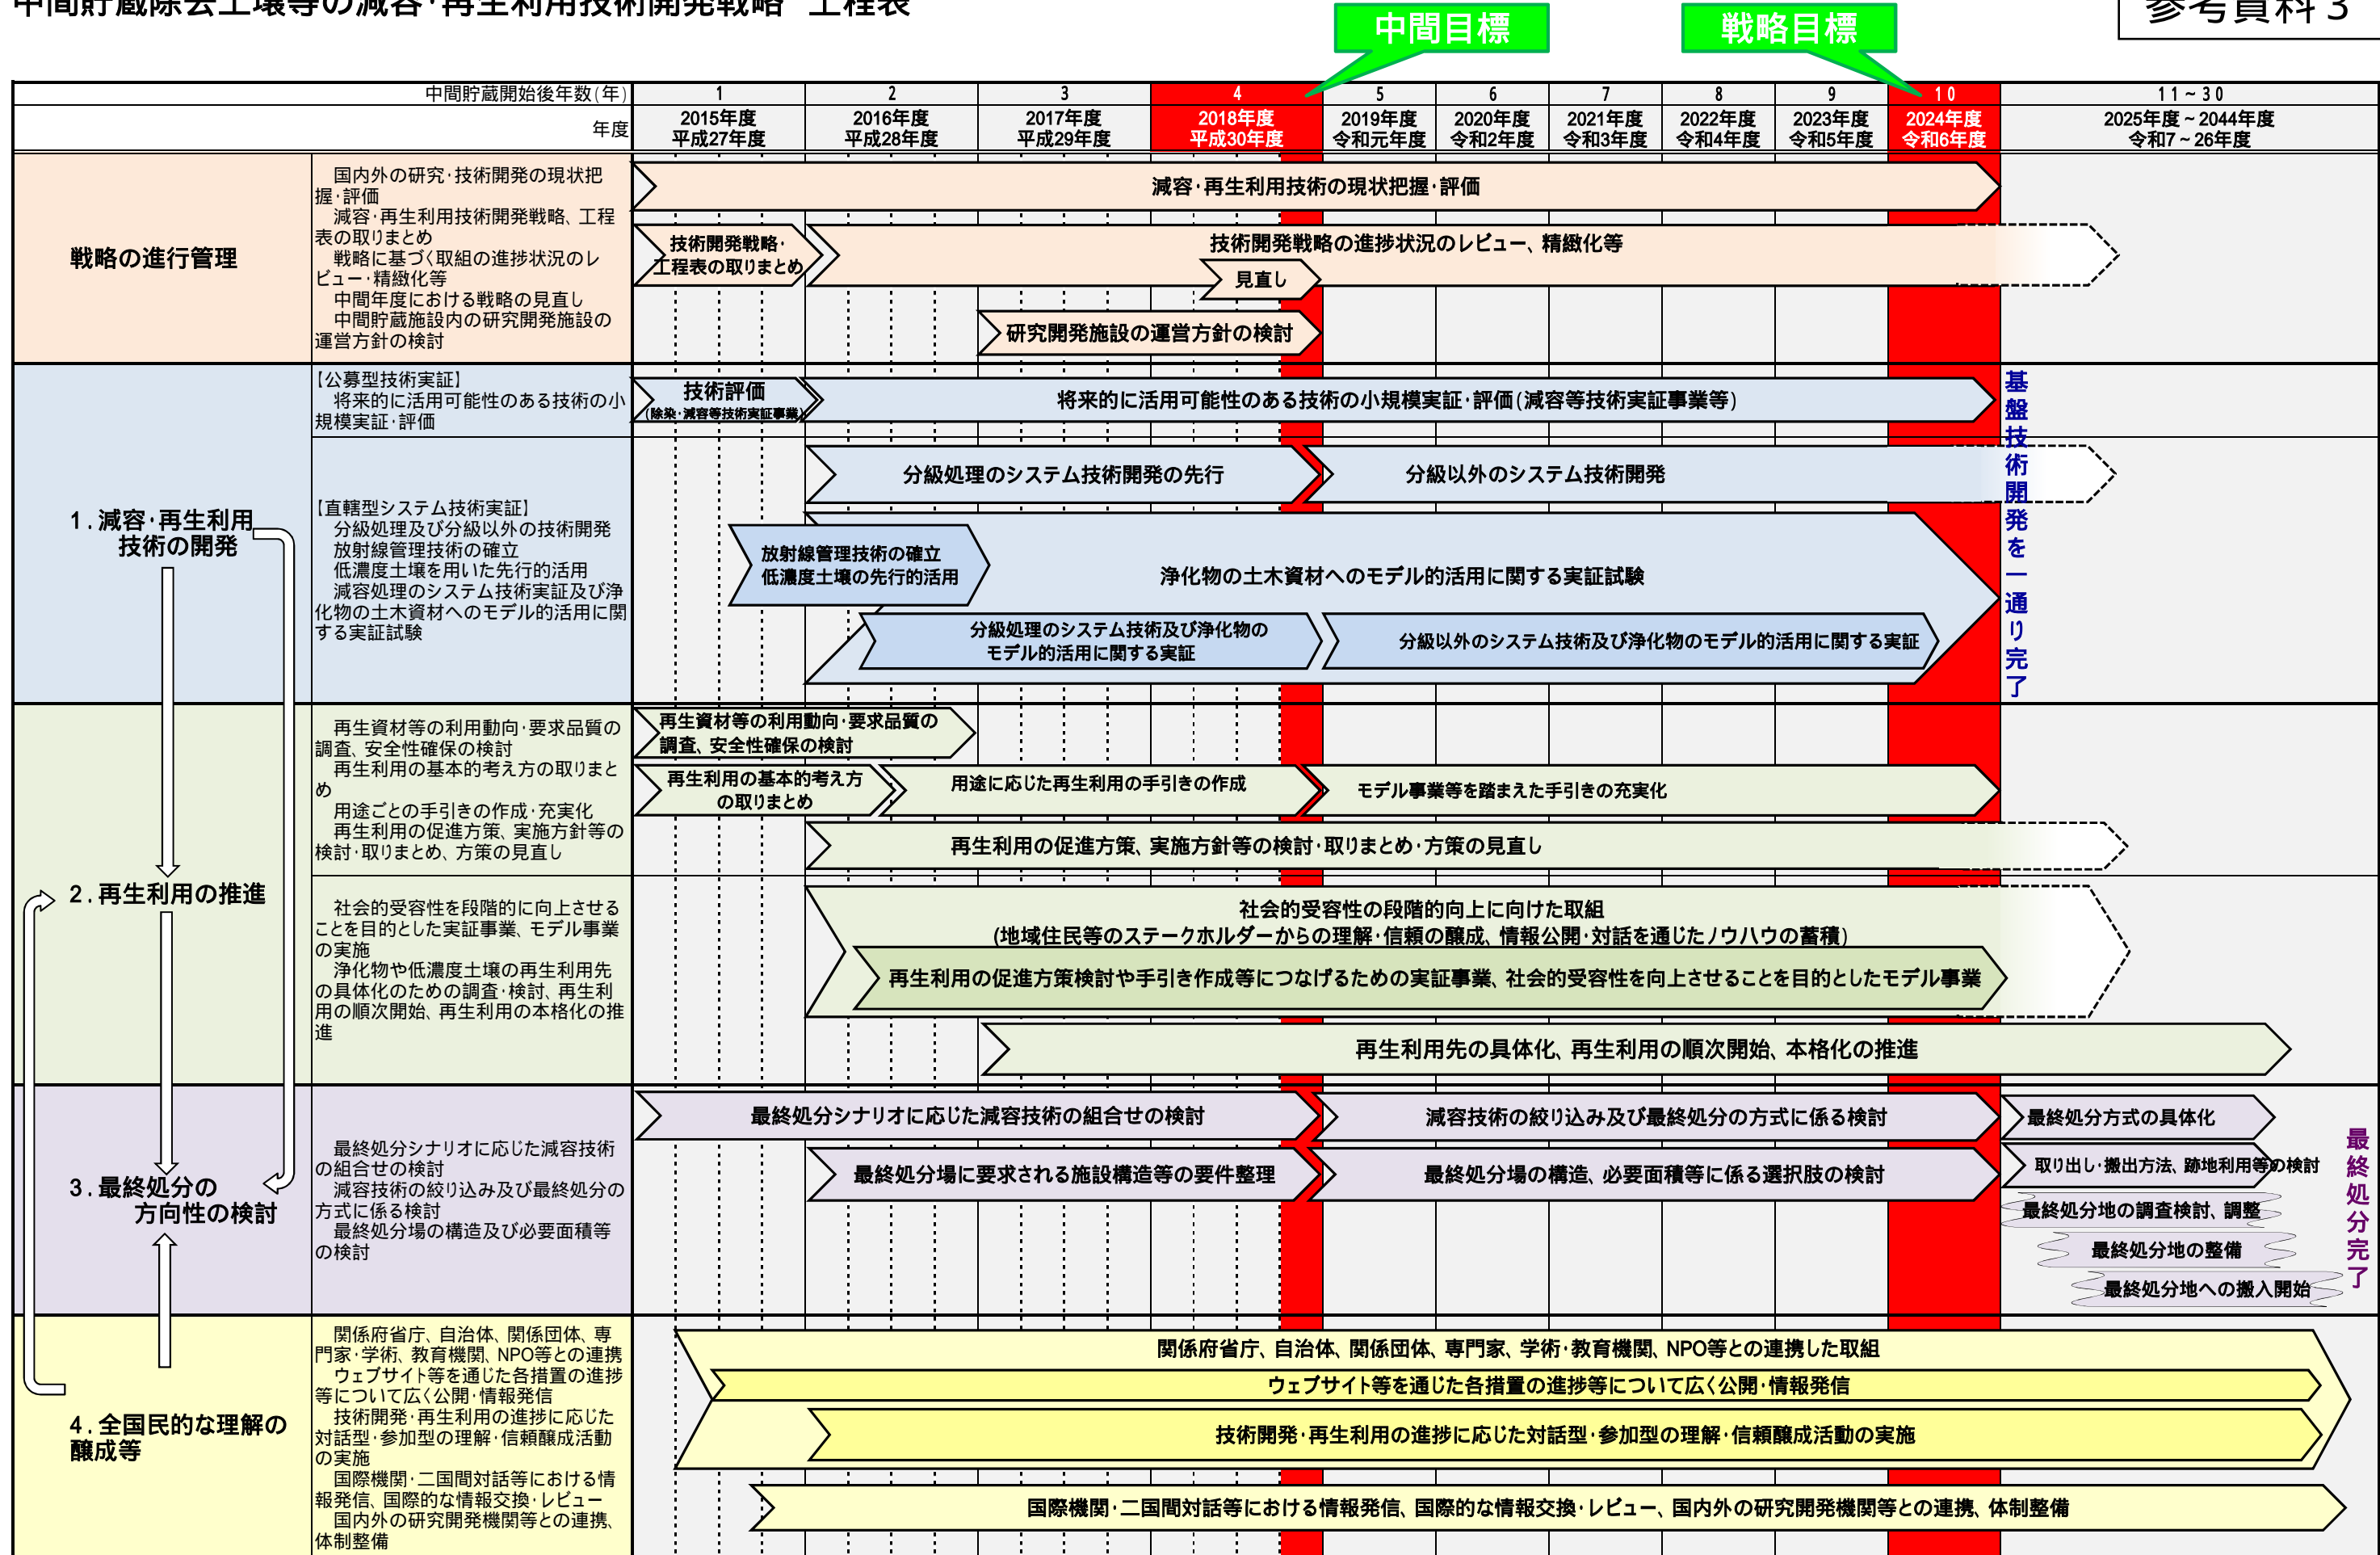 中間貯蔵除去土壌等の減容・再生利用技術開発戦略 工程表
参考資料３
中間目標
戦略目標
中間貯蔵開始後年数(年)
1
2
3
4
5
6
7
8
9
10
11～30
年度
2015年度
平成27年度
2016年度
平成28年度
2017年度
平成29年度
2018年度
平成30年度
2019年度
令和元年度
2020年度
令和2年度
2021年度
令和3年度
2022年度
令和4年度
2023年度
令和5年度
2024年度
令和6年度
2025年度～2044年度
令和7～26年度
戦略の進行管理
国内外の研究・技術開発の現状把
握・評価
減容・再生利用技術開発戦略、工程
表の取りまとめ
戦略に基づく取組の進捗状況のレ
ビュー・精緻化等
中間年度における戦略の見直し
中間貯蔵施設内の研究開発施設の
運営方針の検討
減容・再生利用技術の現状把握・評価
技術開発戦略・
工程表の取りまとめ
技術開発戦略の進捗状況のレビュー、精緻化等
見直し
研究開発施設の運営方針の検討
1．減容・再生利用
技術の開発
【公募型技術実証】
将来的に活用可能性のある技術の小
規模実証・評価
技術評価
(除染・減容等技術実証事業)
将来的に活用可能性のある技術の小規模実証・評価(減容等技術実証事業等)
【直轄型システム技術実証】
分級処理及び分級以外の技術開発
放射線管理技術の確立
低濃度土壌を用いた先行的活用
減容処理のシステム技術実証及び浄
化物の土木資材へのモデル的活用に関
する実証試験
分級処理のシステム技術開発の先行
分級以外のシステム技術開発
放射線管理技術の確立
低濃度土壌の先行的活用
浄化物の土木資材へのモデル的活用に関する実証試験
分級処理のシステム技術及び浄化物の
モデル的活用に関する実証
分級以外のシステム技術及び浄化物のモデル的活用に関する実証
基盤技術開発を一通り完了
2．再生利用の推進
再生資材等の利用動向・要求品質の
調査、安全性確保の検討
再生利用の基本的考え方の取りまと
め
用途ごとの手引きの作成・充実化
再生利用の促進方策、実施方針等の
検討・取りまとめ、方策の見直し
再生資材等の利用動向・要求品質の
調査、安全性確保の検討
再生利用の基本的考え方
の取りまとめ
用途に応じた再生利用の手引きの作成
モデル事業等を踏まえた手引きの充実化
再生利用の促進方策、実施方針等の検討・取りまとめ・方策の見直し
社会的受容性を段階的に向上させる
ことを目的とした実証事業、モデル事業
の実施
浄化物や低濃度土壌の再生利用先
の具体化のための調査・検討、再生利
用の順次開始、再生利用の本格化の推
進
社会的受容性の段階的向上に向けた取組
(地域住民等のステークホルダーからの理解・信頼の醸成、情報公開・対話を通じたノウハウの蓄積)
再生利用の促進方策検討や手引き作成等につなげるための実証事業、社会的受容性を向上させることを目的としたモデル事業
再生利用先の具体化、再生利用の順次開始、本格化の推進
3．最終処分の
方向性の検討
最終処分シナリオに応じた減容技術
の組合せの検討
減容技術の絞り込み及び最終処分の
方式に係る検討
最終処分場の構造及び必要面積等
の検討
最終処分シナリオに応じた減容技術の組合せの検討
減容技術の絞り込み及び最終処分の方式に係る検討
最終処分方式の具体化
最終処分場に要求される施設構造等の要件整理
最終処分場の構造、必要面積等に係る選択肢の検討
取り出し・搬出方法、跡地利用等の検討
最終処分地の調査検討、調整
最終処分地の整備
最終処分地への搬入開始
最終処分完了
4．全国民的な理解の
醸成等
関係府省庁、自治体、関係団体、専
門家・学術、教育機関、NPO等との連携
ウェブサイト等を通じた各措置の進捗
等について広く公開・情報発信
技術開発・再生利用の進捗に応じた
対話型・参加型の理解・信頼醸成活動
の実施
国際機関・二国間対話等における情
報発信、国際的な情報交換・レビュー
国内外の研究開発機関等との連携、
体制整備
関係府省庁、自治体、関係団体、専門家、学術・教育機関、NPO等との連携した取組
ウェブサイト等を通じた各措置の進捗等について広く公開・情報発信
技術開発・再生利用の進捗に応じた対話型・参加型の理解・信頼醸成活動の実施
国際機関・二国間対話等における情報発信、国際的な情報交換・レビュー、国内外の研究開発機関等との連携、体制整備